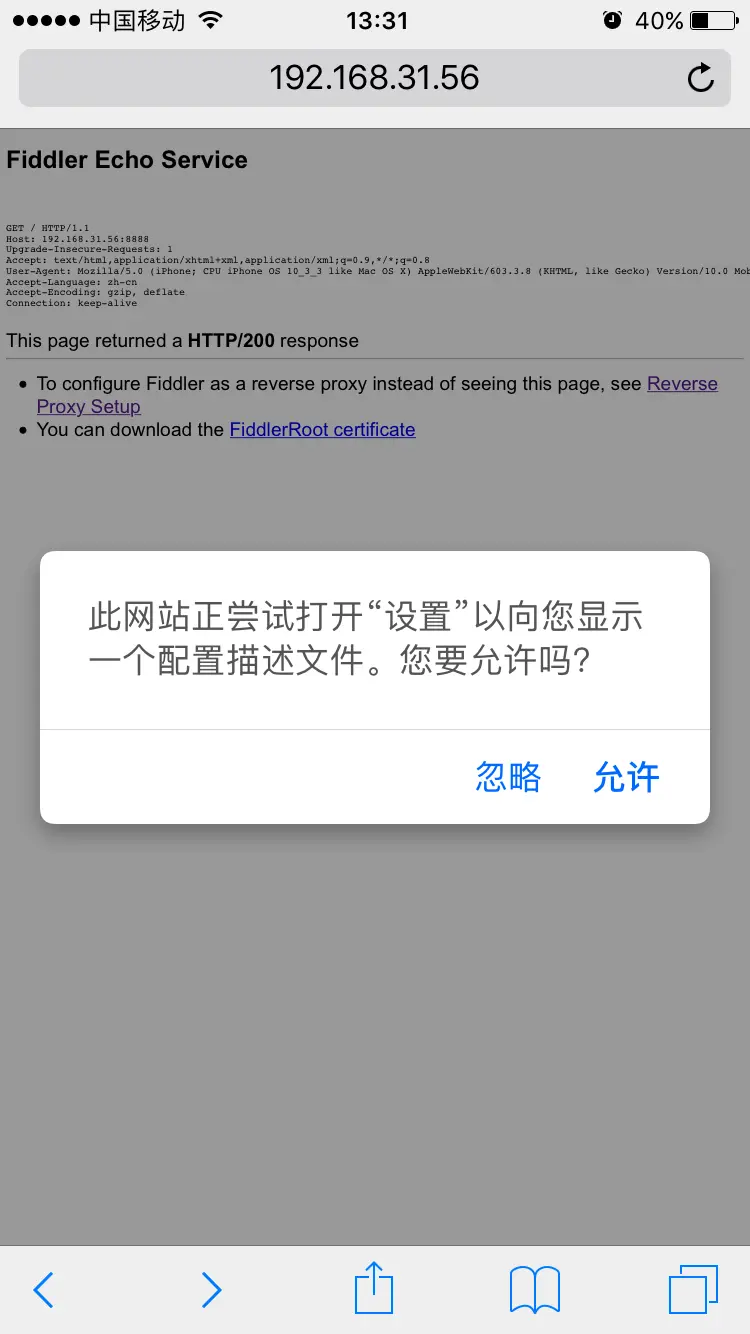 中国移动 13:31 40%
192.168.31.56
Fiddler Echo Service
GET / HTTP/1.1
Host: 192.168.31.56:8888
Upgrade-Insecure-Requests: 1
Accept: text/html,application/xhtml+xml,application/xml;q=0.9,*/*;q=0.8
User-Agent: Mozilla/5.0 (iPhone; CPU iPhone OS 10_3_3 like Mac OS X) AppleWebKit/603.3.8 (KHTML, like Gecko) Version/10.0 Mob
Accept-Language: zh-cn
Accept-Encoding: gzip, deflate
Connection: keep-alive
This page returned a HTTP/200 response
• To configure Fiddler as a reverse proxy instead of seeing this page, see Reverse
Proxy Setup
• You can download the FiddlerRoot certificate
此网站正尝试打开“设置”以向您显示
一个配置描述文件。您要允许吗?
忽略 允许